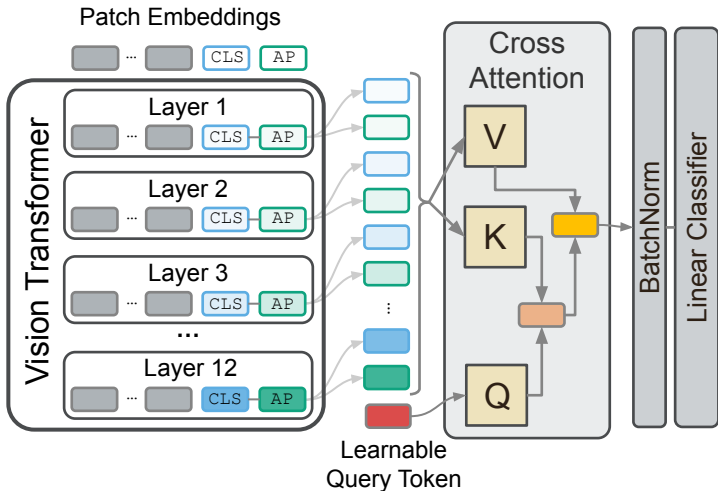 Patch Embeddings
... CLS AP
Vision Transformer
Layer 1
... CLS AP
Layer 2
... CLS AP
Layer 3
... CLS AP
...
Layer 12
... CLS AP
...
Learnable
Query Token
Cross
Attention
V
K
Q
BatchNorm
Linear Classifier